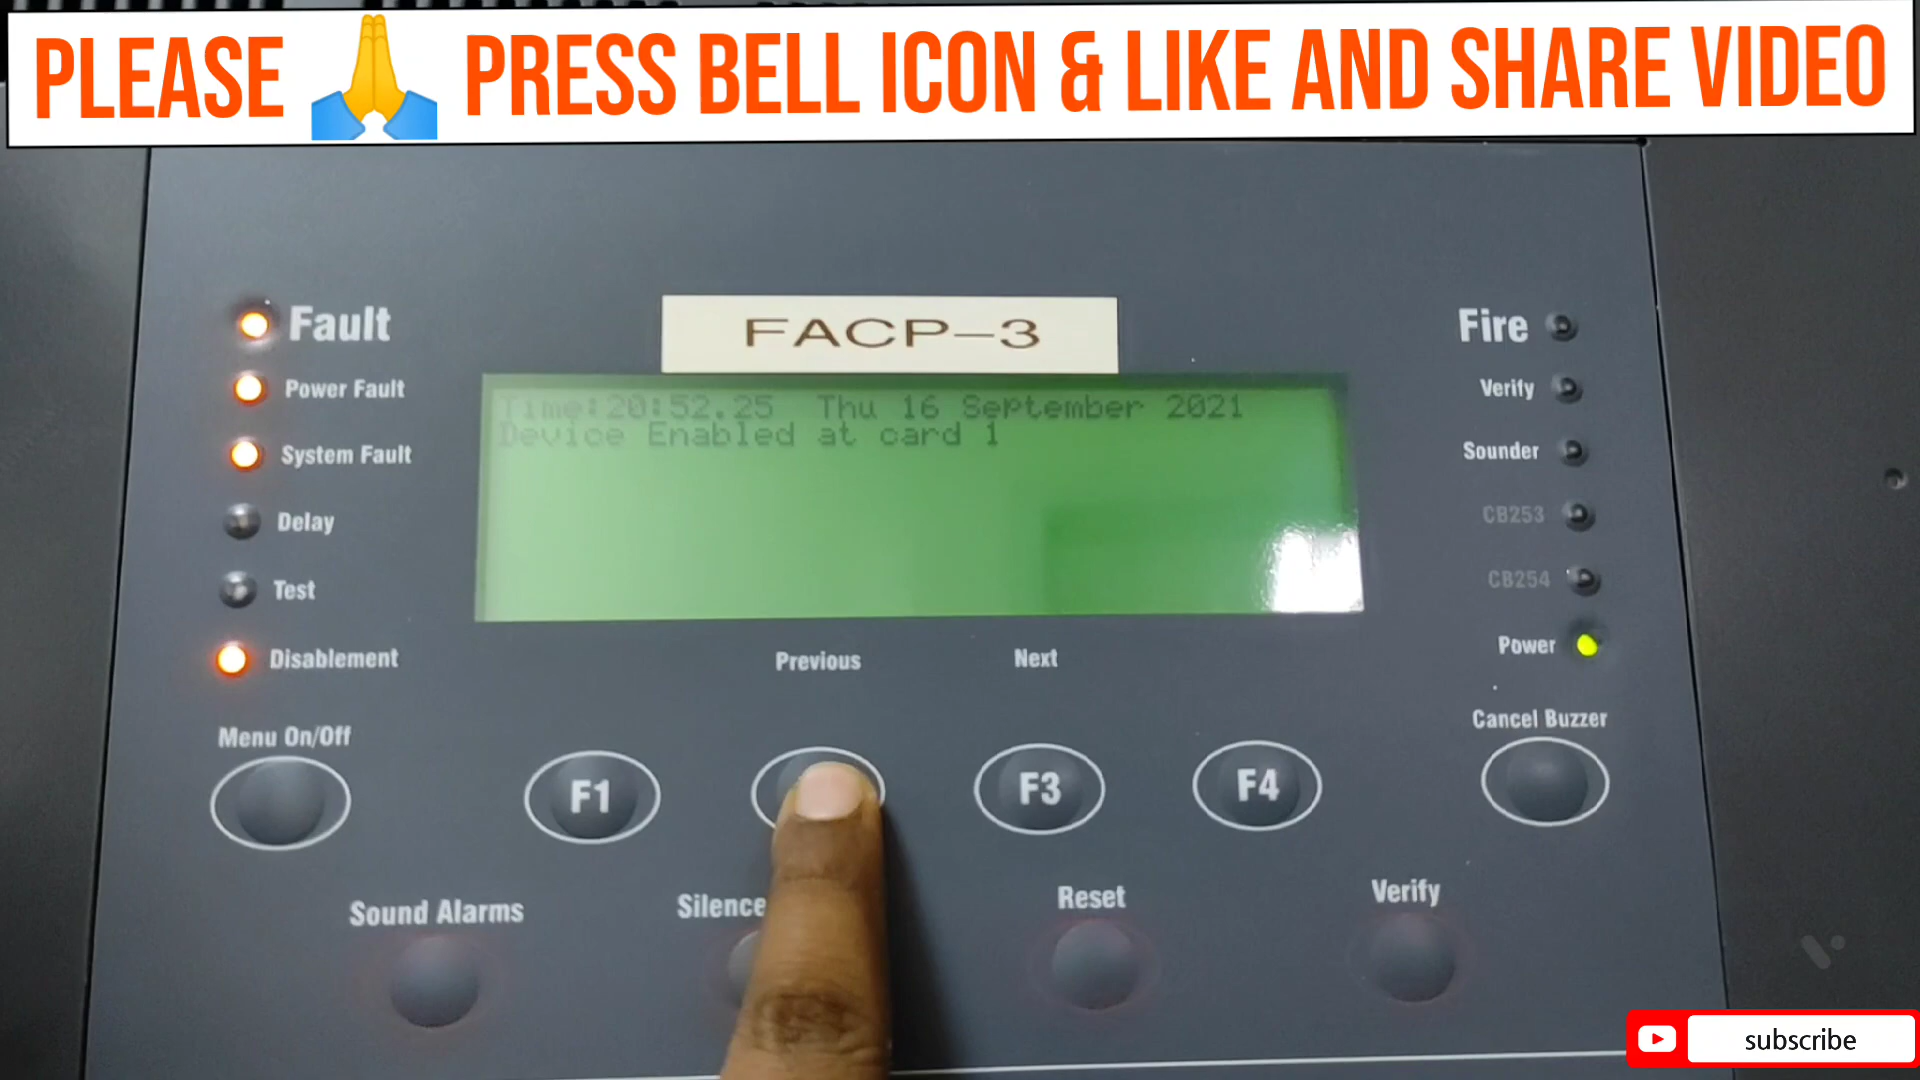 PLEASE 🙏 PRESS BELL ICON & LIKE AND SHARE VIDEO
FACP-3
Time:20:52.25 Thu 16 September 2021
Device Enabled at card 1
Fault
Power Fault
System Fault
Delay
Test
Disablement
Fire
Verify
Sounder
CB253
CB254
Power
Previous
Next
Menu On/Off
Cancel Buzzer
F1
F3
F4
Sound Alarms
Silence
Reset
Verify
subscribe